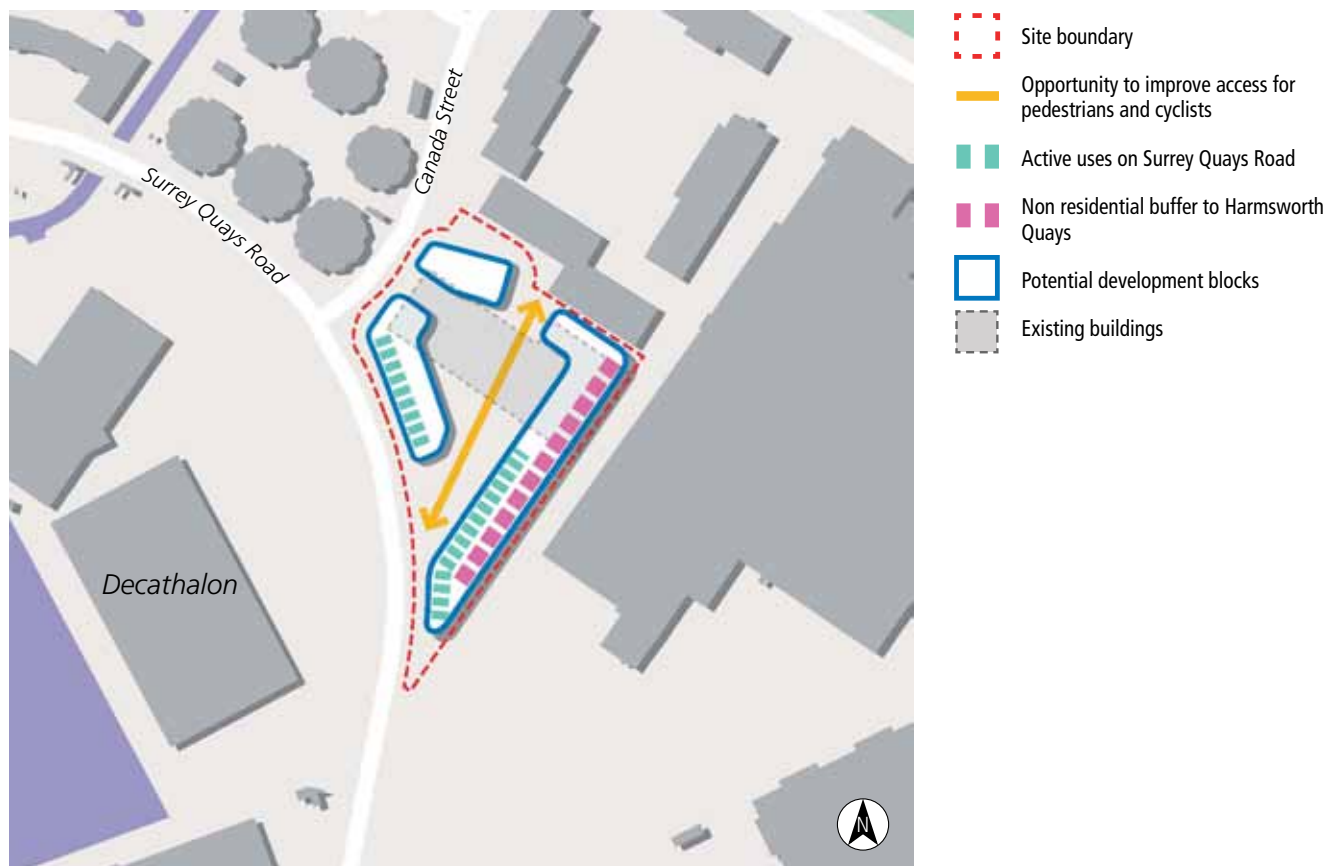 Canada Street
Surrey Quays Road
Decathalon
N
Site boundary
Opportunity to improve access for
pedestrians and cyclists
Active uses on Surrey Quays Road
Non residential buffer to Harmsworth
Quays
Potential development blocks
Existing buildings